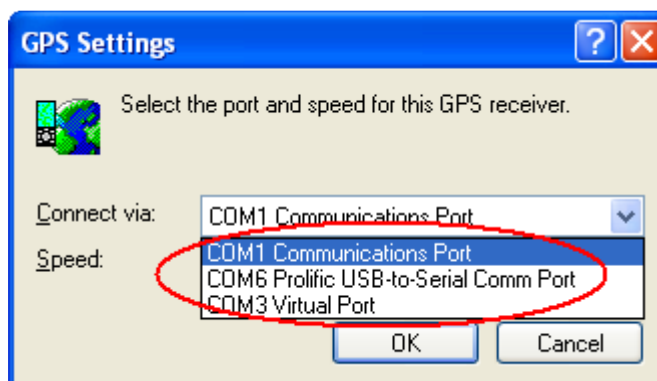 GPS Settings
Select the port and speed for this GPS receiver.
Connect via:
COM1 Communications Port
Speed:
COM1 Communications Port
COM6 Prolific USB-to-Serial Comm Port
COM3 Virtual Port
OK
Cancel